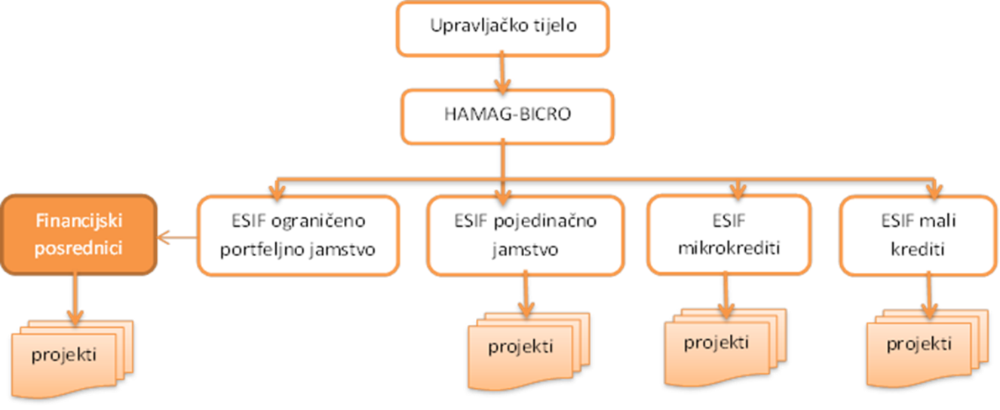 Upravljačko tijelo
HAMAG-BICRO
Financijski
posrednici
ESIF ograničeno
portfeljno jamstvo
ESIF pojedinačno
jamstvo
ESIF
mikrokrediti
ESIF mali
krediti
projekti
projekti
projekti
projekti